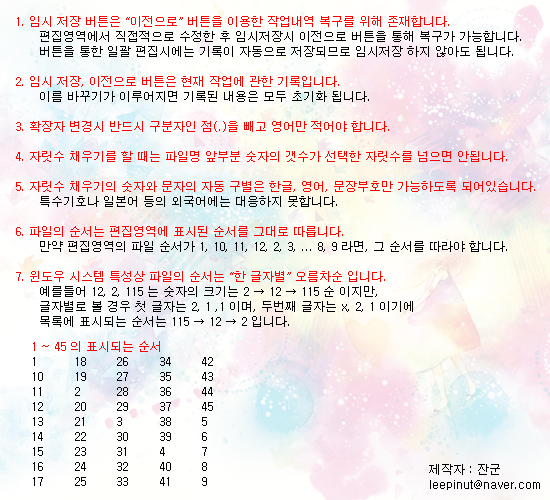 1. 임시 저장 버튼은 “이전으로” 버튼을 이용한 작업내역 복구를 위해 존재합니다.
편집영역에서 직접적으로 수정한 후 임시저장시 이전으로 버튼을 통해 복구가 가능합니다.
버튼을 통한 일괄 편집시에는 기록이 자동으로 저장되므로 임시저장 하지 않아도 됩니다.
2. 임시 저장, 이전으로 버튼은 현재 작업에 관한 기록입니다.
이름 바꾸기가 이루어지면 기록된 내용은 모두 초기화 됩니다.
3. 확장자 변경시 반드시 구분자인 점(.)을 빼고 영어만 적어야 합니다.
4. 자릿수 채우기를 할 때는 파일명 앞부분 숫자의 갯수가 선택한 자릿수를 넘으면 안됩니다.
5. 자릿수 채우기의 숫자와 문자의 자동 구별은 한글, 영어, 문장부호만 가능하도록 되어있습니다.
특수기호나 일본어 등의 외국어에는 대응하지 못합니다.
6. 파일의 순서는 편집영역에 표시된 순서를 그대로 따릅니다.
만약 편집영역의 파일 순서가 1, 10, 11, 12, 2, 3, ... 8, 9 라면, 그 순서를 따라야 합니다.
7. 윈도우 시스템 특성상 파일의 순서는 “한 글자별” 오름차순 입니다.
예를들어 12, 2, 115 는 숫자의 크기는 2 → 12 → 115 순 이지만,
글자별로 볼 경우 첫 글자는 2, 1 ,1 이며, 두번째 글자는 x, 2, 1 이기에
목록에 표시되는 순서는 115 → 12 → 2 입니다.
1 ~ 45 의 표시되는 순서
1 18 26 34 42
10 19 27 35 43
11 2 28 36 44
12 20 29 37 45
13 21 3 38 5
14 22 30 39 6
15 23 31 4 7
16 24 32 40 8
17 25 33 41 9
제작자 : 잔군
leepinut@naver.com